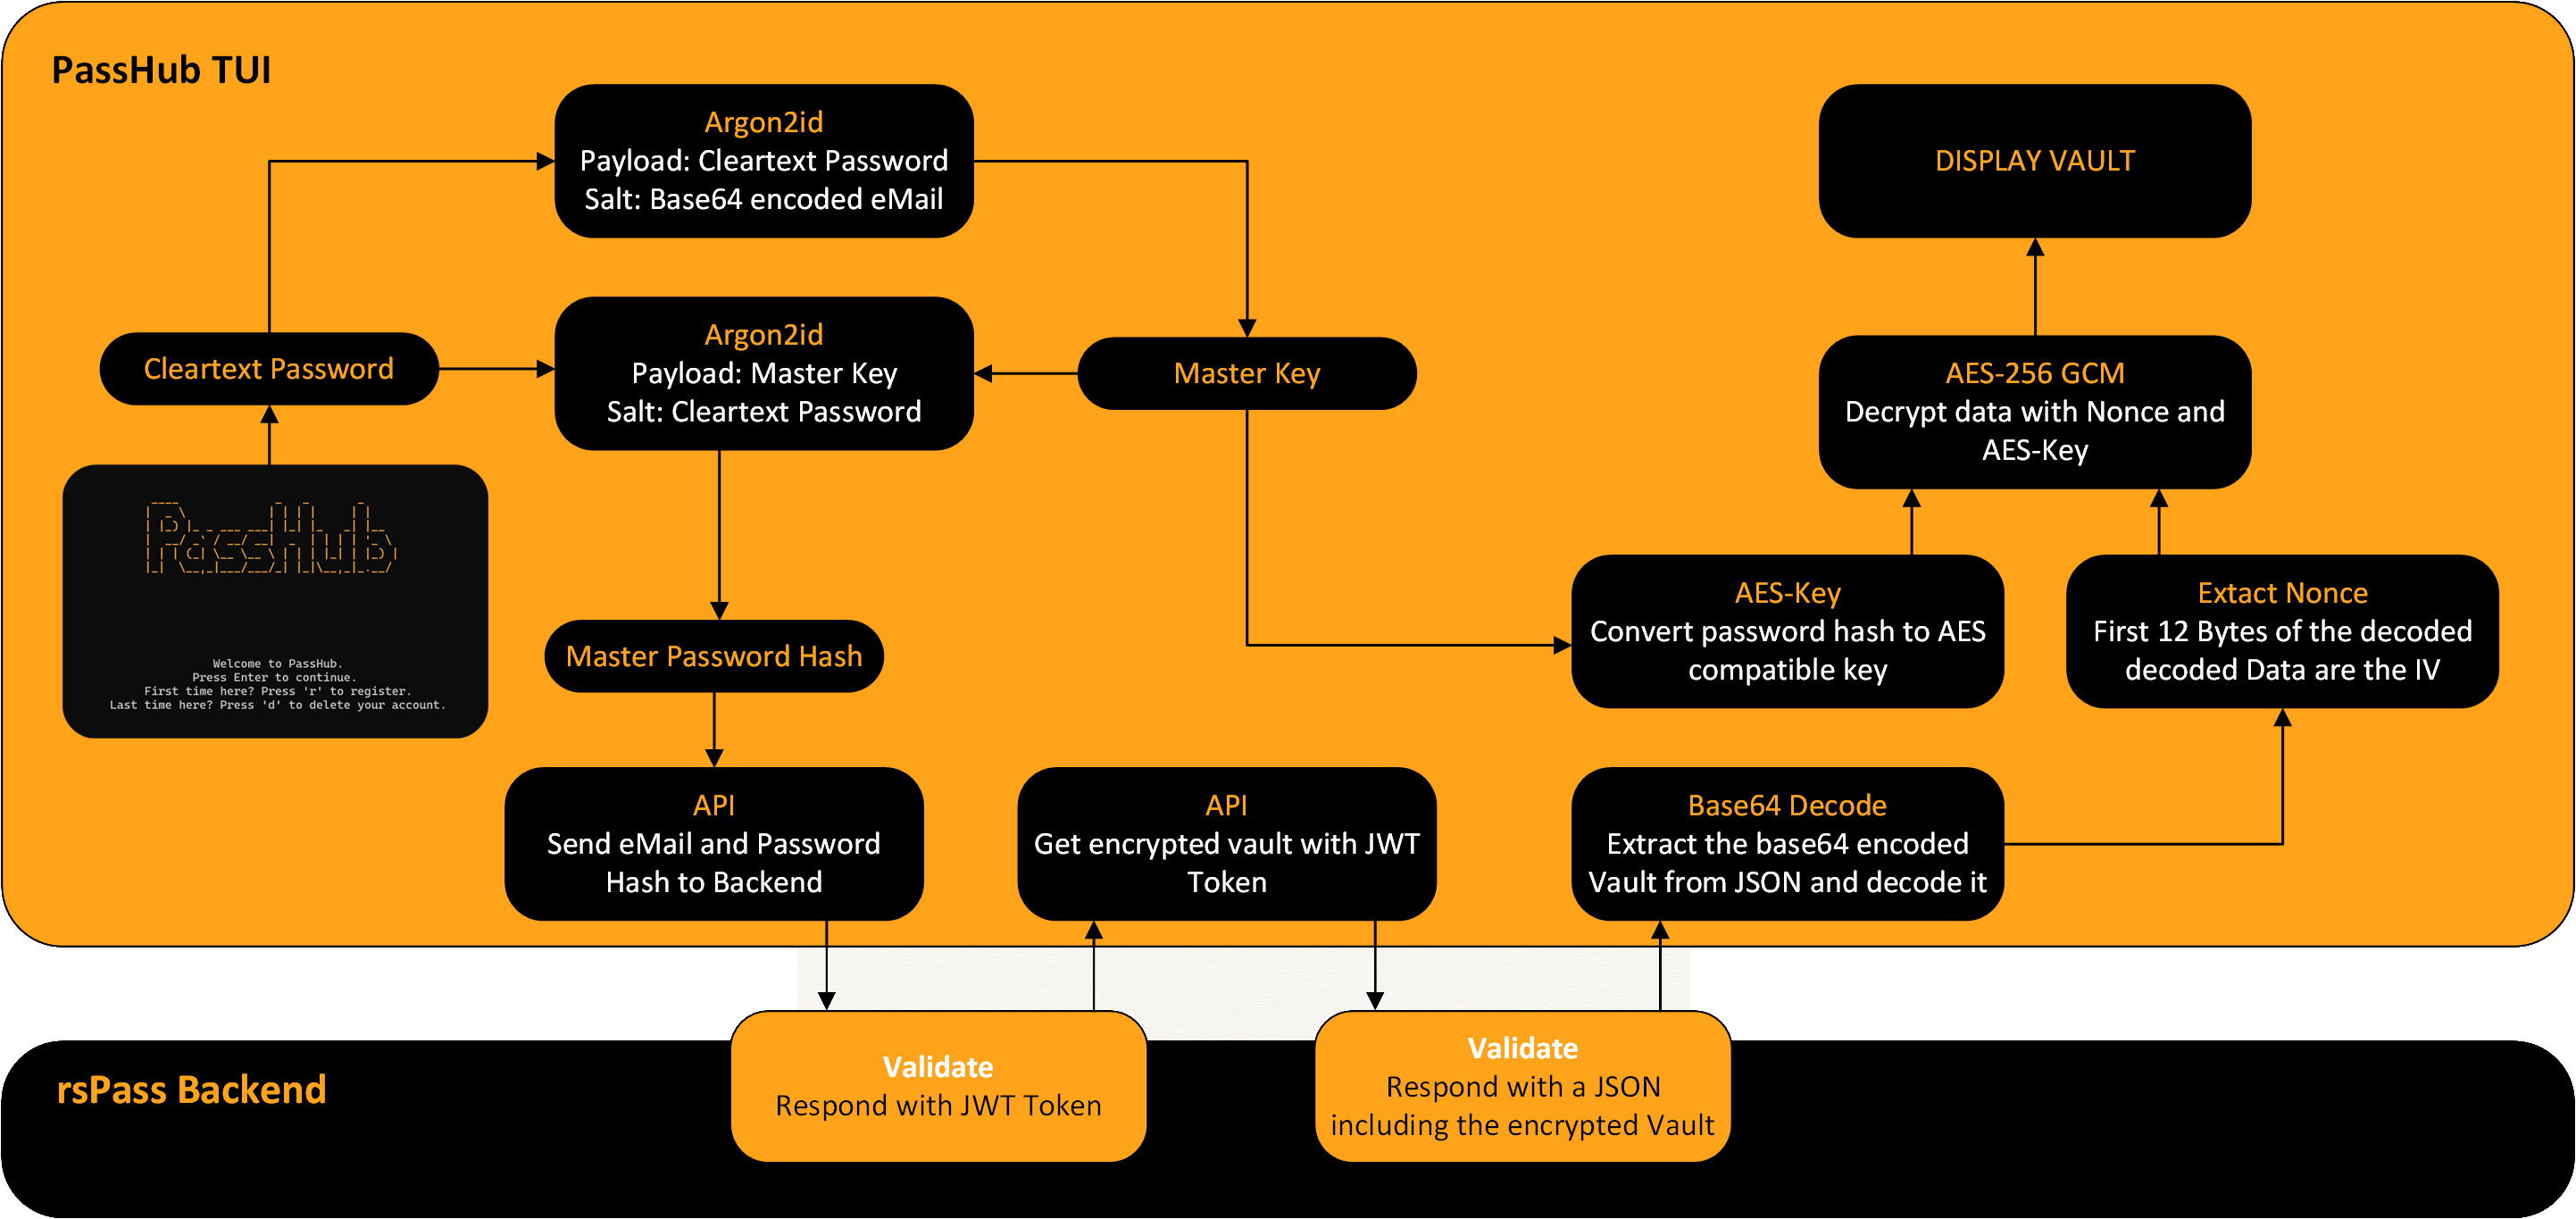 PassHub TUI
Argon2id
Payload: Cleartext Password
Salt: Base64 encoded eMail
DISPLAY VAULT
Cleartext Password
Argon2id
Payload: Master Key
Salt: Cleartext Password
Master Key
AES-256 GCM
Decrypt data with Nonce and
AES-Key
PassHub
Welcome to PassHub.
Press Enter to continue.
First time here? Press 'r' to register.
Last time here? Press 'd' to delete your account.
Master Password Hash
AES-Key
Convert password hash to AES
compatible key
Extact Nonce
First 12 Bytes of the decoded
decoded Data are the IV
API
Send eMail and Password
Hash to Backend
API
Get encrypted vault with JWT
Token
Base64 Decode
Extract the base64 encoded
Vault from JSON and decode it
rsPass Backend
Validate
Respond with JWT Token
Validate
Respond with a JSON
including the encrypted Vault